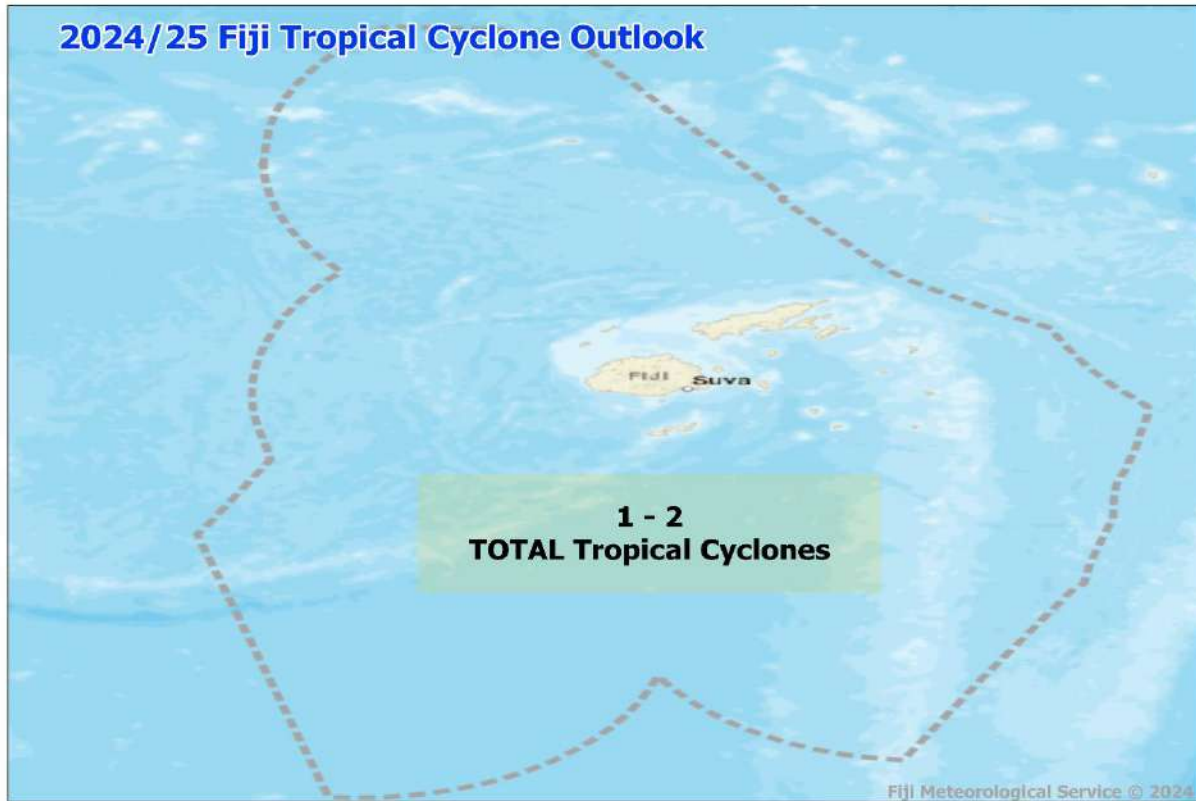 2024/25 Fiji Tropical Cyclone Outlook
FIJI
Suva
1 - 2
TOTAL Tropical Cyclones
Fiji Meteorological Service © 2024